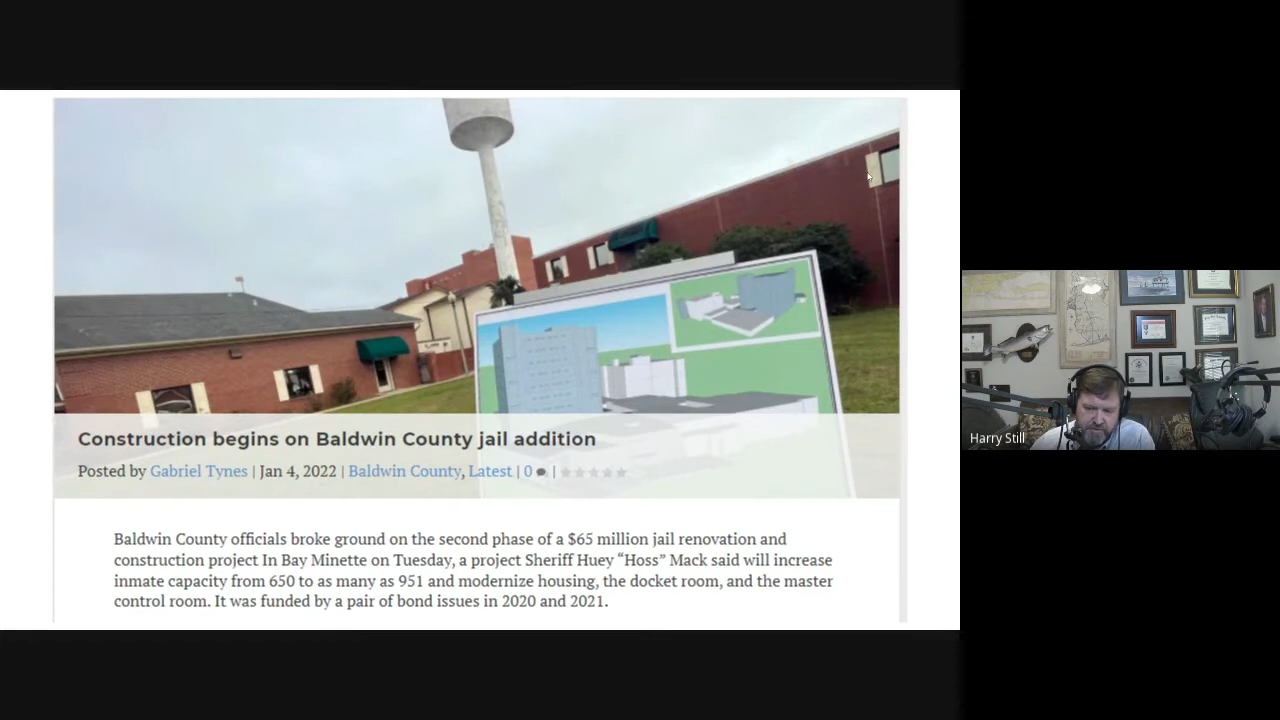 Construction begins on Baldwin County jail addition
Posted by Gabriel Tynes | Jan 4, 2022 | Baldwin County, Latest | 0 |
Baldwin County officials broke ground on the second phase of a $65 million jail renovation and
construction project In Bay Minette on Tuesday, a project Sheriff Huey “Hoss” Mack said will increase
inmate capacity from 650 to as many as 951 and modernize housing, the docket room, and the master
control room. It was funded by a pair of bond issues in 2020 and 2021.
Harry Still